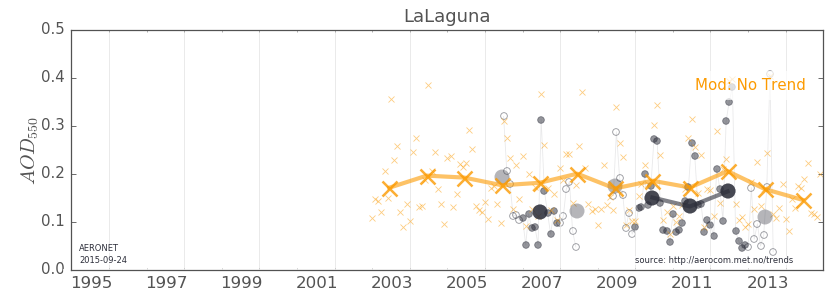 LaLaguna
0.5
0.4
0.3
0.2
0.1
0.0
AOD550
Mod: No Trend
AERONET
2015-09-24
source: http://aerocom.met.no/trends
1995 1997 1999 2001 2003 2005 2007 2009 2011 2013